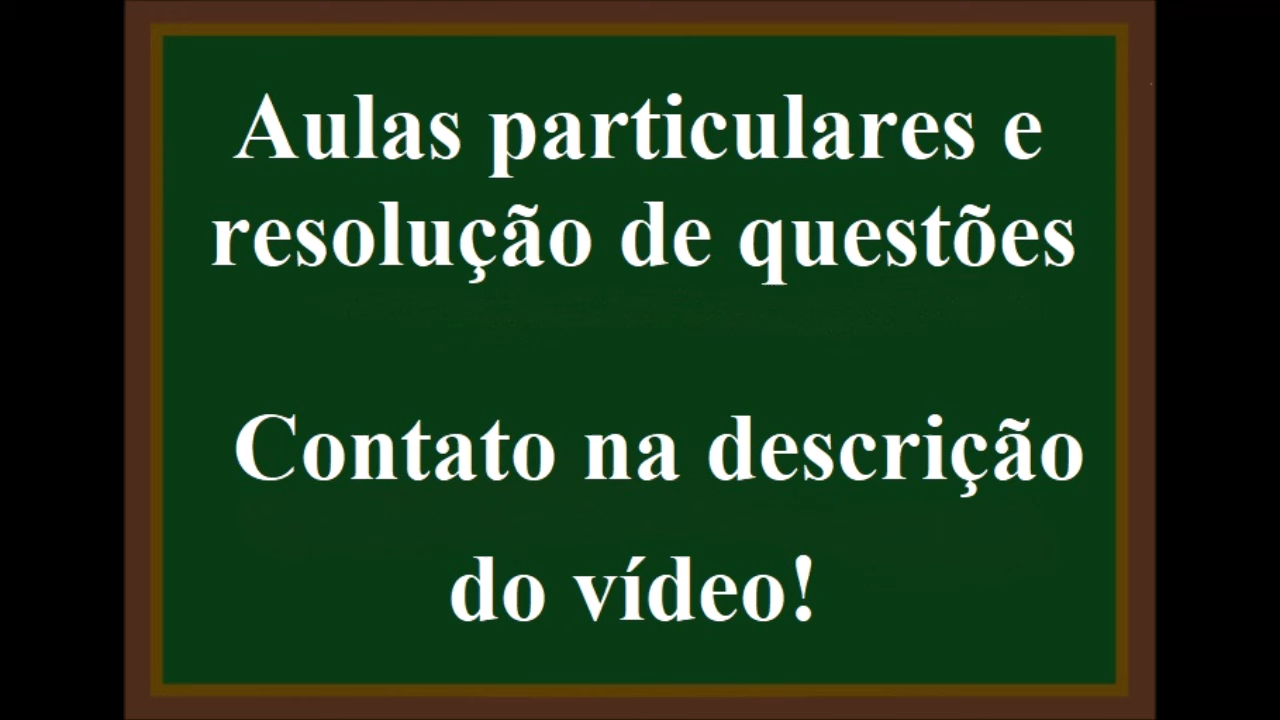 Aulas particulares e
resolução de questões
Contato na descrição
do vídeo!